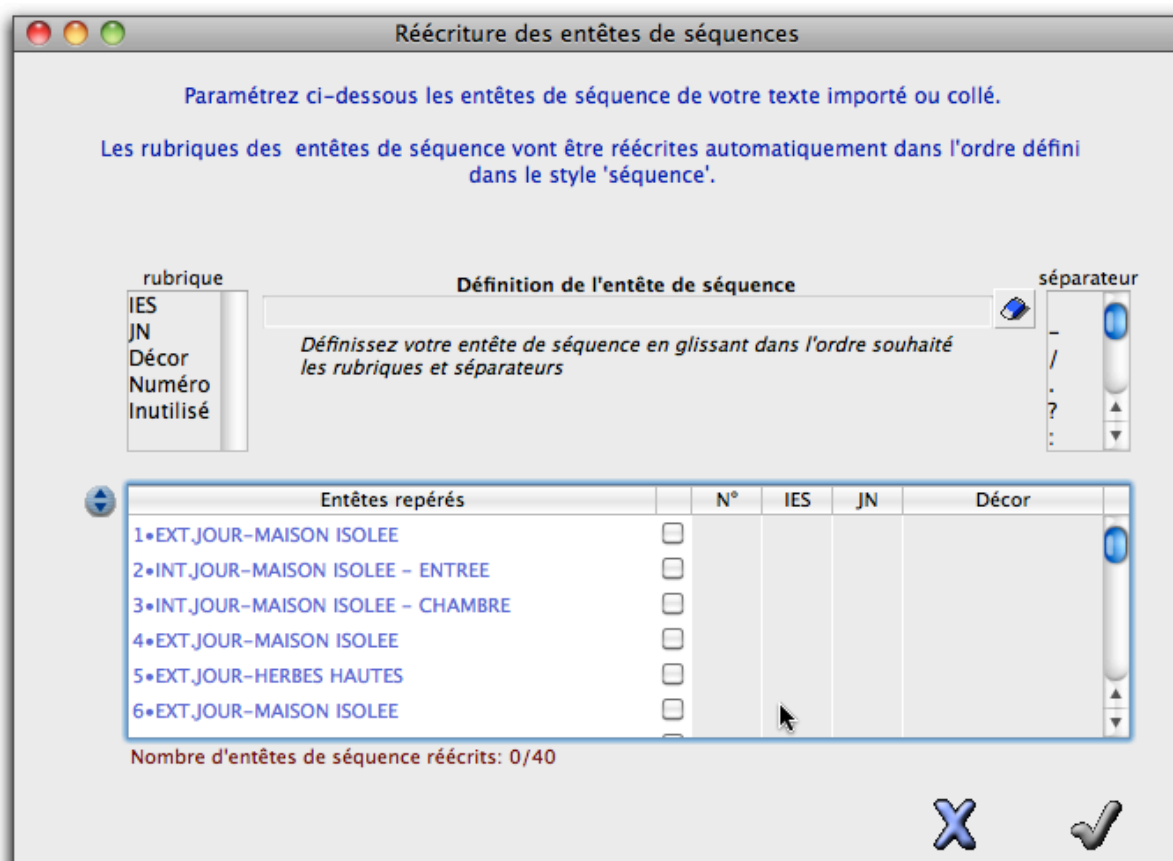 Réécriture des entêtes de séquences
Paramétrez ci-dessous les entêtes de séquence de votre texte importé ou collé.
Les rubriques des  entêtes de séquence vont être réécrites automatiquement dans l'ordre défini
dans le style 'séquence'.
rubrique
Définition de l'entête de séquence
séparateur
IES
JN
Décor
Numéro
Inutilisé
Définissez votre entête de séquence en glissant dans l'ordre souhaité
les rubriques et séparateurs
_
/
.
?
:
Entêtes repérés N° IES JN Décor
1•EXT.JOUR-MAISON ISOLEE
2•INT.JOUR-MAISON ISOLEE - ENTREE
3•INT.JOUR-MAISON ISOLEE - CHAMBRE
4•EXT.JOUR-MAISON ISOLEE
5•EXT.JOUR-HERBES HAUTES
6•EXT.JOUR-MAISON ISOLEE
Nombre d'entêtes de séquence réécrits: 0/40